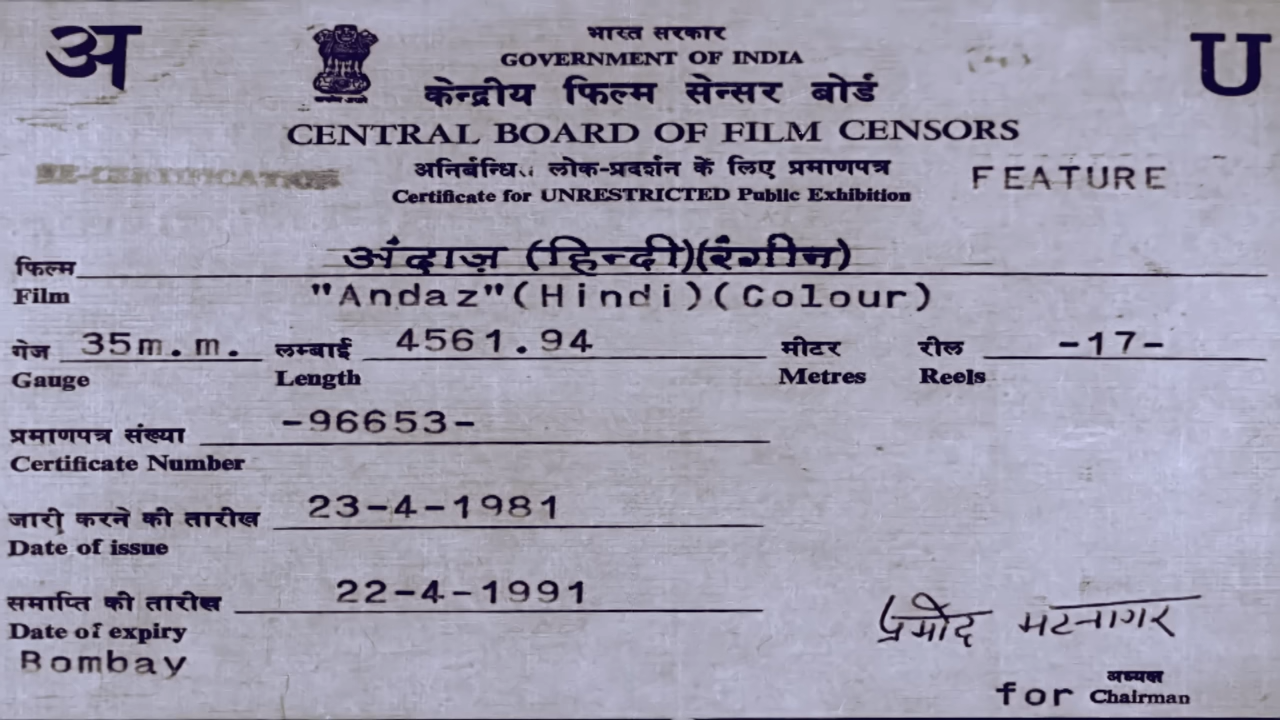 अ
U
भारत सरकार
GOVERNMENT OF INDIA
केन्द्रीय फिल्म सेन्सर बोर्ड
CENTRAL BOARD OF FILM CENSORS
RE-CERTIFICATION
अनिर्बन्धि लोक-प्रदर्शन के लिए प्रमाणपत्र
Certificate for UNRESTRICTED Public Exhibition
FEATURE
फिल्म अंदाज़ (हिन्दी)(रंगीन)
Film "Andaz"(Hindi)(Colour)
गेज 35m.m. लम्बाई 4561.94 मीटर रील -17-
Gauge Length Metres Reels
प्रमाणपत्र संख्या -96653-
Certificate Number
जारी करने की तारीख 23-4-1981
Date of issue
समाप्ति की तारीख 22-4-1991
Date of expiry
Bombay
प्रमोद भटनागर
अध्यक्ष
for Chairman